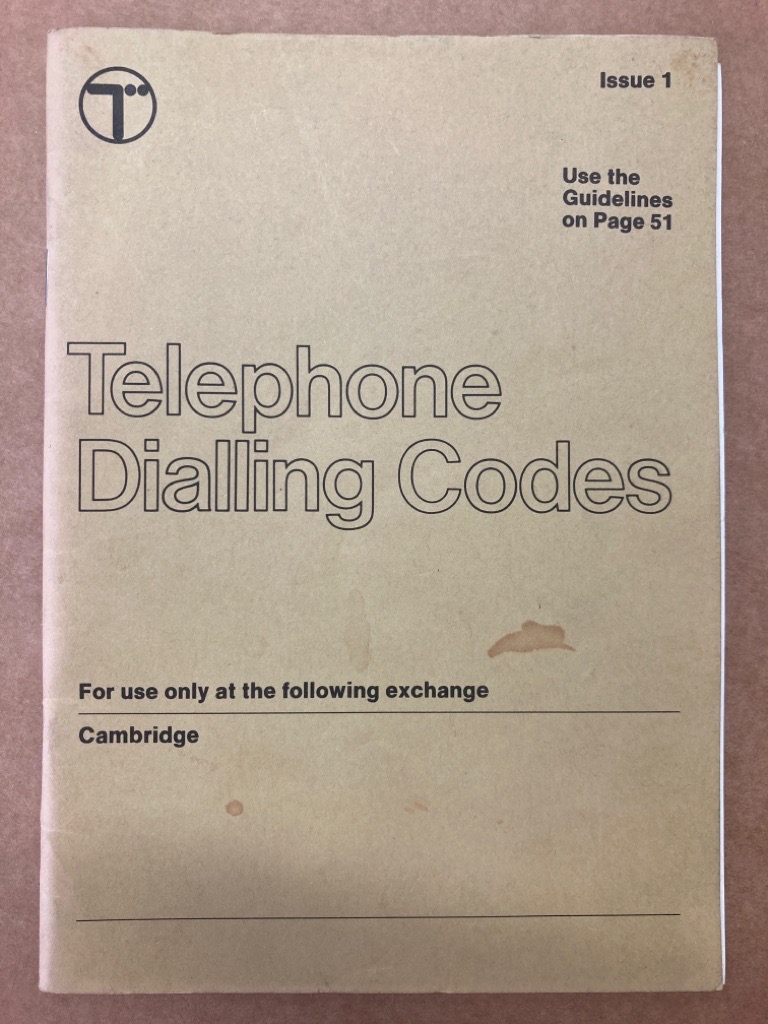 Issue 1
Use the
Guidelines
on Page 51
Telephone
Dialling Codes
For use only at the following exchange
Cambridge